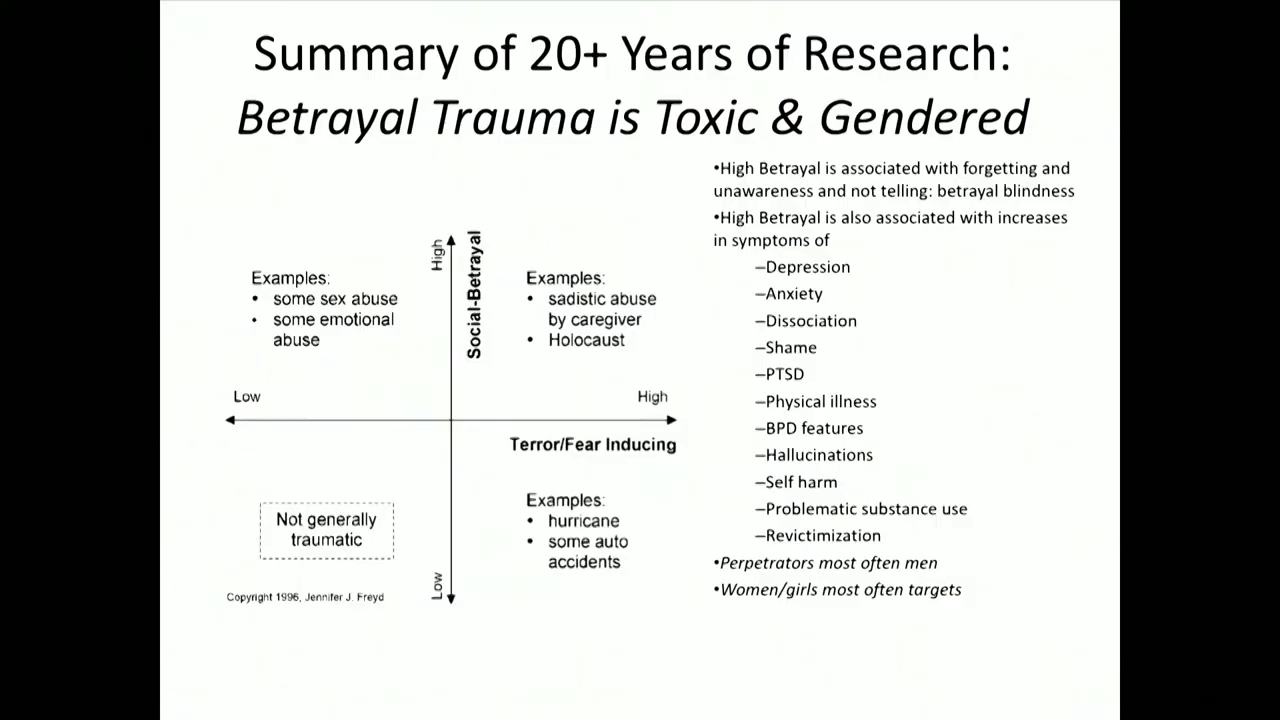 Summary of 20+ Years of Research:
Betrayal Trauma is Toxic & Gendered
High
Social-Betrayal
Examples:
• some sex abuse
• some emotional
abuse
Examples:
• sadistic abuse
by caregiver
• Holocaust
Low
High
Terror/Fear Inducing
Not generally
traumatic
Examples:
• hurricane
• some auto
accidents
Low
Copyright 1996, Jennifer J. Freyd
•High Betrayal is associated with forgetting and
unawareness and not telling: betrayal blindness
•High Betrayal is also associated with increases
in symptoms of
–Depression
–Anxiety
–Dissociation
–Shame
–PTSD
–Physical illness
–BPD features
–Hallucinations
–Self harm
–Problematic substance use
–Revictimization
•Perpetrators most often men
•Women/girls most often targets